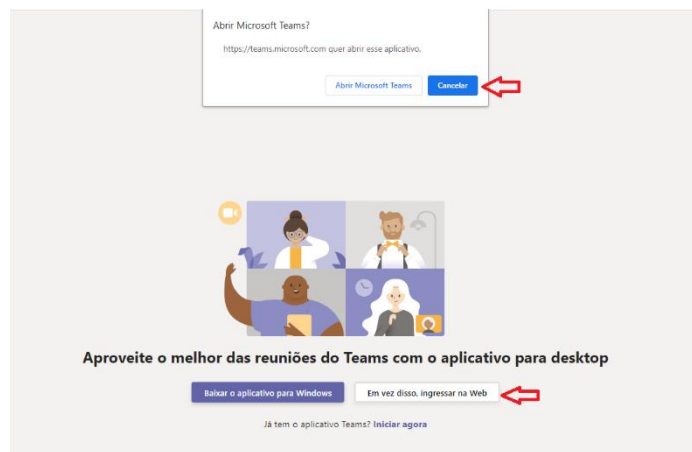 Abrir Microsoft Teams?
https://teams.microsoft.com quer abrir esse aplicativo.
Abrir Microsoft Teams
Cancelar
Aproveite o melhor das reuniões do Teams com o aplicativo para desktop
Baixar o aplicativo para Windows
Em vez disso, ingressar na Web
Já tem o aplicativo Teams? Iniciar agora